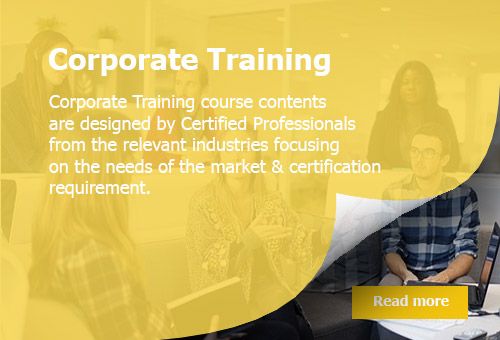 Corporate Training
Corporate Training course contents
are designed by Certified Professionals
from the relevant industries focusing
on the needs of the market & certification
requirement.
Read more